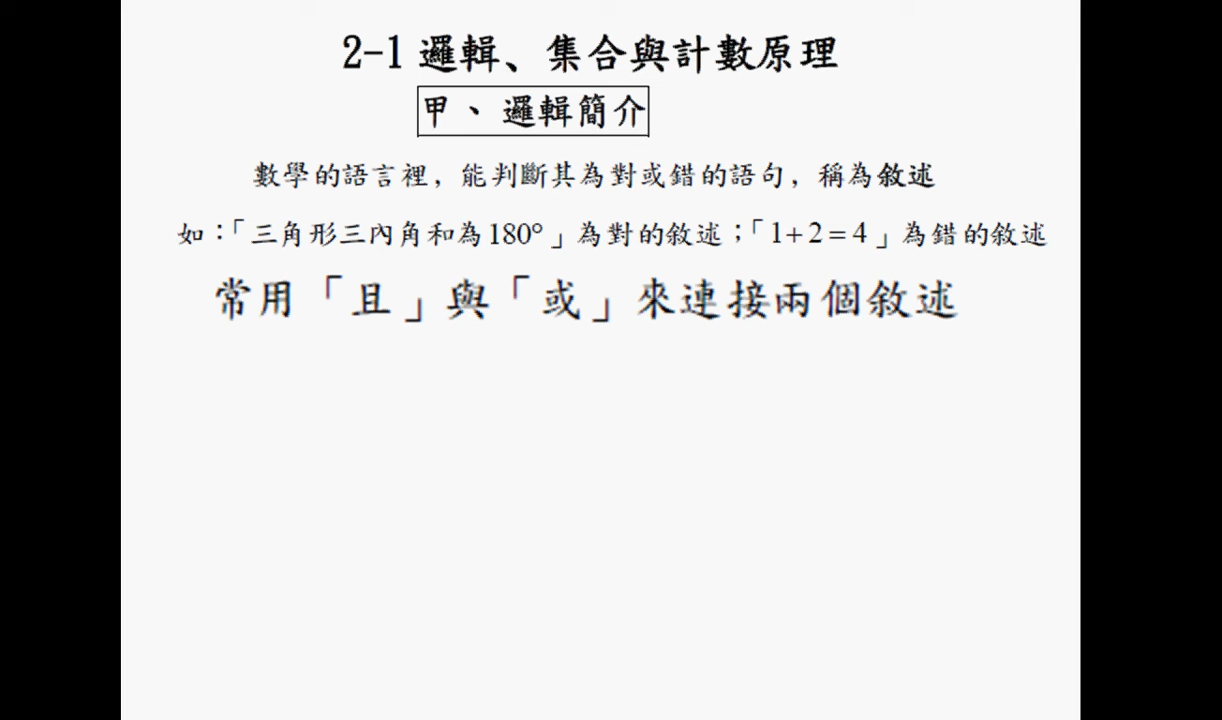 2-1 邏輯、集合與計數原理
甲、邏輯簡介
數學的語言裡，能判斷其為對或錯的語句，稱為敘述
如：「三角形三內角和為180°」為對的敘述；「1+2=4」為錯的敘述
常用「且」與「或」來連接兩個敘述